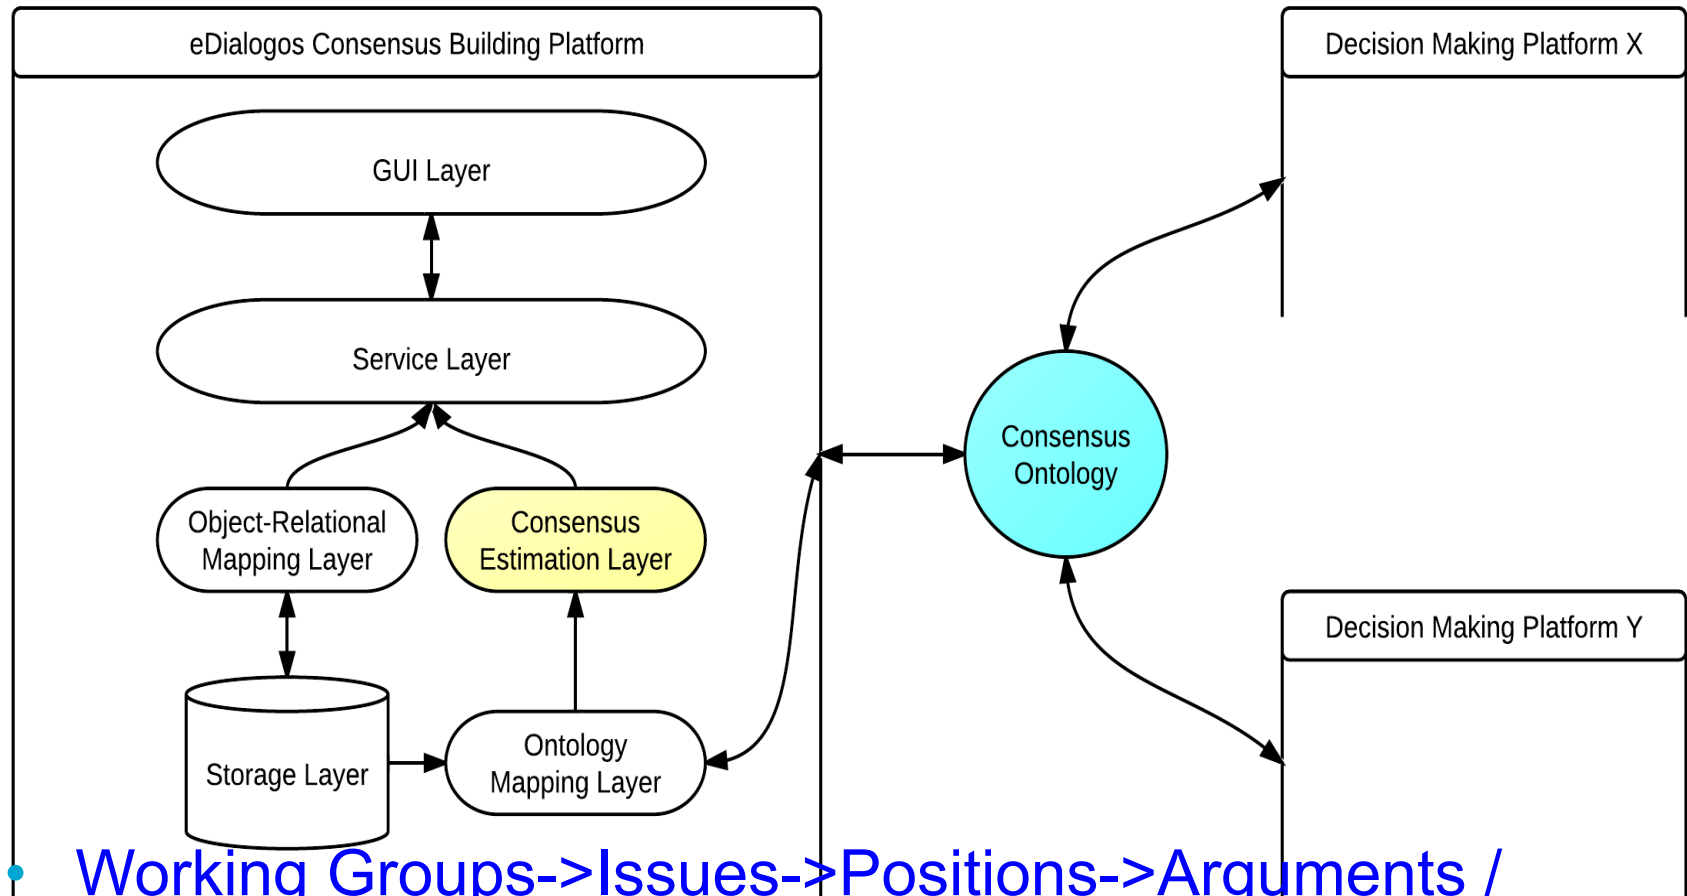 eDialogos Consensus Building Platform
Decision Making Platform X
GUI Layer
Service Layer
Consensus
Ontology
Object-Relational
Mapping Layer
Consensus
Estimation Layer
Decision Making Platform Y
Storage Layer
Ontology
Mapping Layer
• Working Groups->Issues->Positions->Arguments /